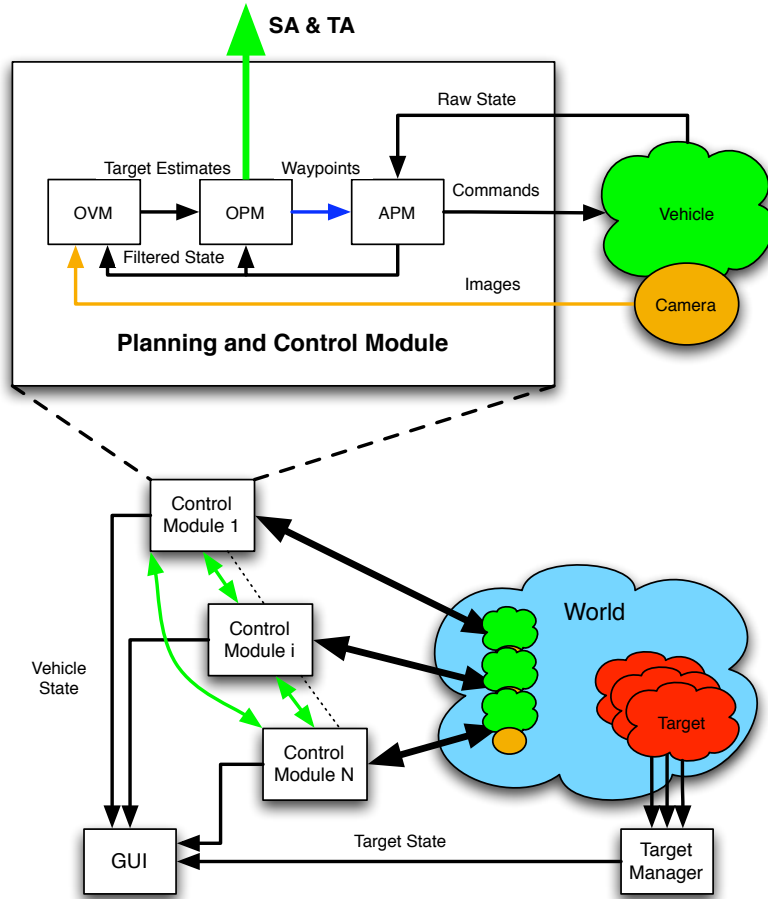 SA & TA
Raw State
Target Estimates
Waypoints
Commands
OVM
OPM
APM
Vehicle
Filtered State
Images
Camera
Planning and Control Module
Control
Module 1
World
Control
Module i
Vehicle
State
Target
Control
Module N
Target State
GUI
Target
Manager